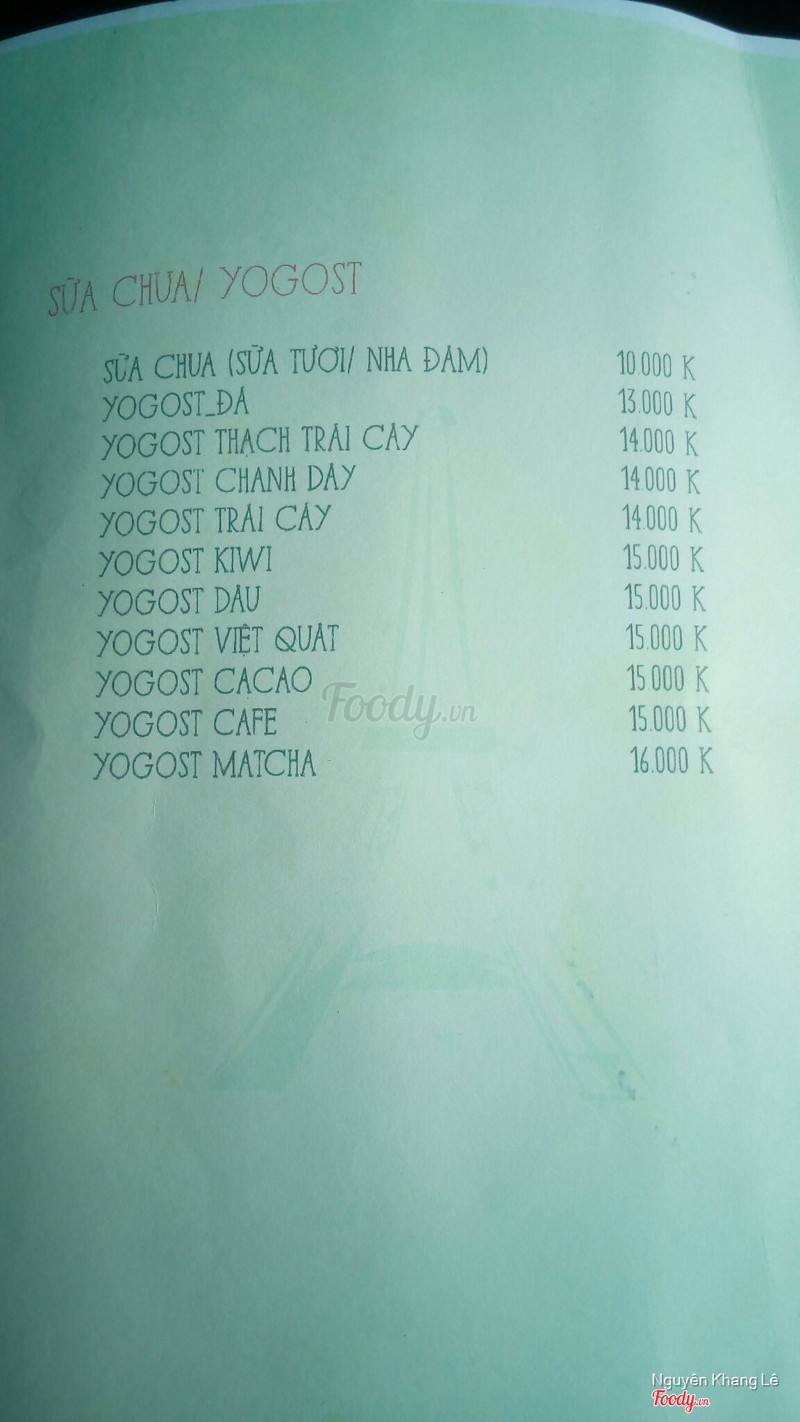 SỮA CHUA/ YOGOST
SỮA CHUA (SỮA TƯƠI/ NHA ĐAM) 10.000 K
YOGOST_ĐÁ 13.000 K
YOGOST THẠCH TRÁI CÂY 14.000 K
YOGOST CHANH DÂY 14.000 K
YOGOST TRÁI CÂY 14.000 K
YOGOST KIWI 15.000 K
YOGOST DÂU 15.000 K
YOGOST VIỆT QUẤT 15.000 K
YOGOST CACAO 15.000 K
YOGOST CAFE 15.000 K
YOGOST MATCHA 16.000 K
Foody.vn
Nguyên Khang Lê
Foody.vn